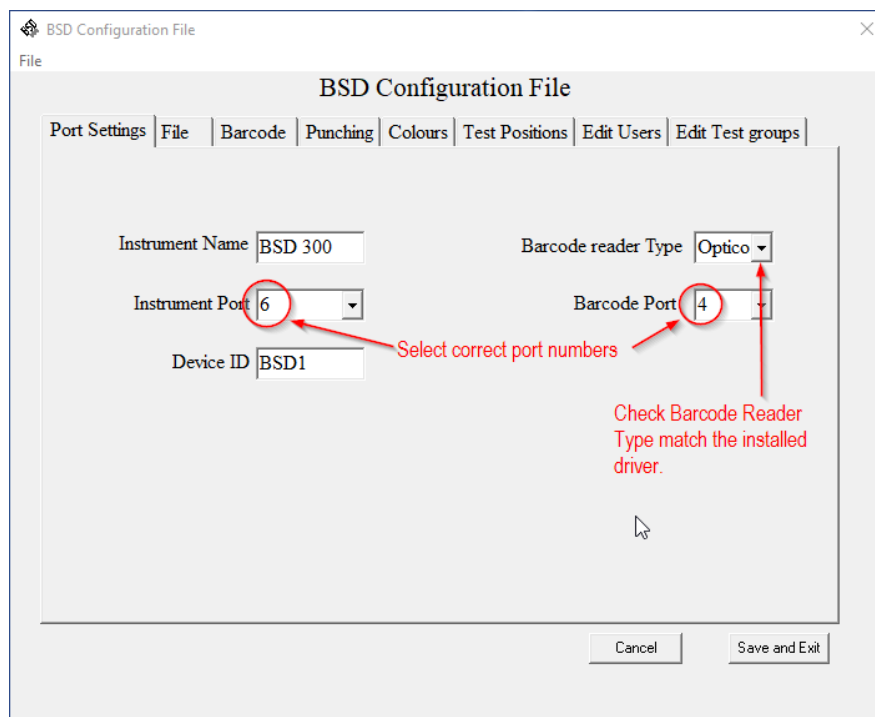 BSD Configuration File
File
BSD Configuration File
Port Settings File Barcode Punching Colours Test Positions Edit Users Edit Test groups
Instrument Name BSD 300 Barcode reader Type Optico
Instrument Port 6 Barcode Port 4
Select correct port numbers
Device ID BSD1
Check Barcode Reader
Type match the installed
driver.
Cancel Save and Exit